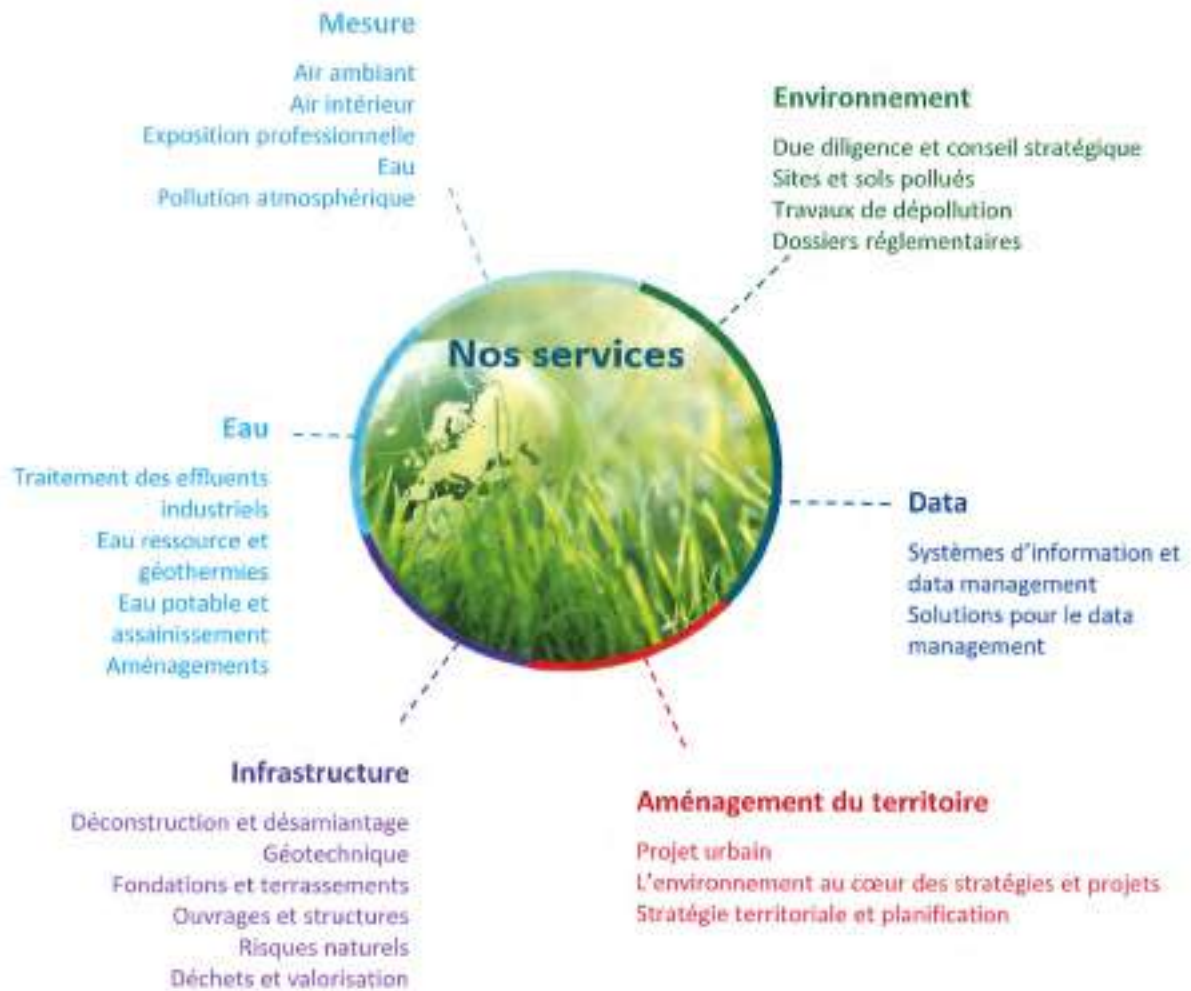 Mesure
Air ambiant
Air intérieur
Exposition professionnelle
Eau
Pollution atmosphérique
Environnement
Due diligence et conseil stratégique
Sites et sols pollués
Travaux de dépollution
Dossiers réglementaires
Nos services
Eau
Traitement des effluents
industriels
Eau ressource et
géothermies
Eau potable et
assainissement
Aménagements
Data
Systèmes d'information et
data management
Solutions pour le data
management
Infrastructure
Déconstruction et désamiantage
Géotechnique
Fondations et terrassements
Ouvrages et structures
Risques naturels
Déchets et valorisation
Aménagement du territoire
Projet urbain
L'environnement au cœur des stratégies et projets
Stratégie territoriale et planification